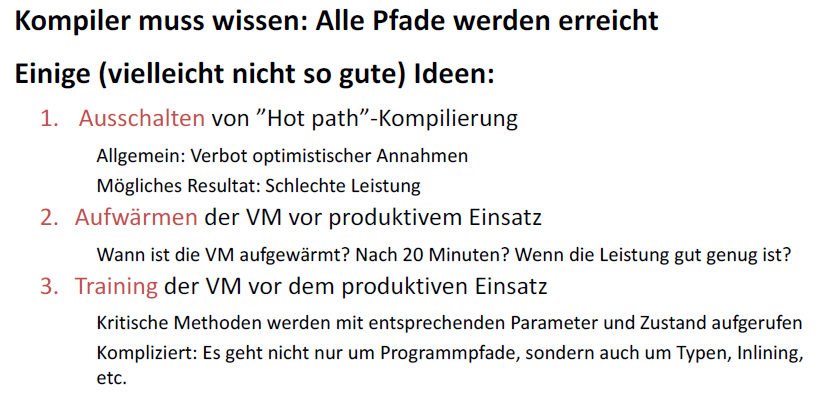 Kompiler muss wissen: Alle Pfade werden erreicht
Einige (vielleicht nicht so gute) Ideen:
1. Ausschalten von ”Hot path”-Kompilierung
Allgemein: Verbot optimistischer Annahmen
Mögliches Resultat: Schlechte Leistung
2. Aufwärmen der VM vor produktivem Einsatz
Wann ist die VM aufgewärmt? Nach 20 Minuten? Wenn die Leistung gut genug ist?
3. Training der VM vor dem produktiven Einsatz
Kritische Methoden werden mit entsprechenden Parameter und Zustand aufgerufen
Kompliziert: Es geht nicht nur um Programmpfade, sondern auch um Typen, Inlining,
etc.